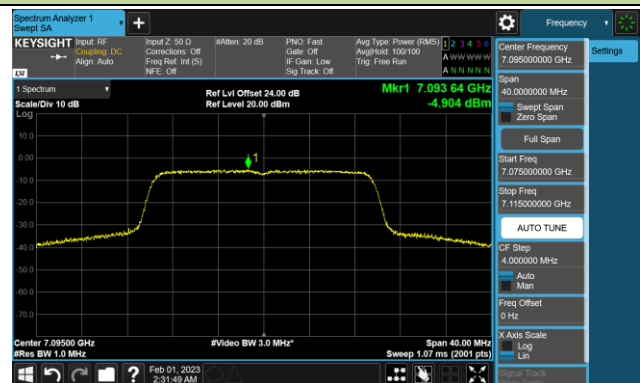 Spectrum Analyzer 1
Swept SA
+
Frequency
KEYSIGHT
Input: RF
Coupling: DC
Align: Auto
Input Z: 50 Ω
Corrections: Off
Freq Ref: Int (S)
NFE: Off
#Atten: 20 dB
PNO: Fast
Gate: Off
IF Gain: Low
Sig Track: Off
Avg Type: Power (RMS)
Avg|Hold: 100/100
Trig: Free Run
1 2 3 4 5 6
A W W W W W
A N N N N N
LXI
Center Frequency
7.095000000 GHz
Settings
Span
40.0000000 MHz
Swept Span
Zero Span
Full Span
Start Freq
7.075000000 GHz
Stop Freq
7.115000000 GHz
AUTO TUNE
CF Step
4.000000 MHz
Auto
Man
Freq Offset
0 Hz
X Axis Scale
Log
Lin
Signal Track
1 Spectrum
Scale/Div 10 dB
Log
Ref Lvl Offset 24.00 dB
Ref Level 20.00 dBm
Mkr1 7.093 64 GHz
-4.904 dBm
10.0
0.00
-10.0
-20.0
-30.0
-40.0
-50.0
-60.0
-70.0
1
Center 7.09500 GHz
#Res BW 1.0 MHz
#Video BW 3.0 MHz*
Span 40.00 MHz
Sweep 1.07 ms (2001 pts)
?
Feb 01, 2023
2:31:49 AM